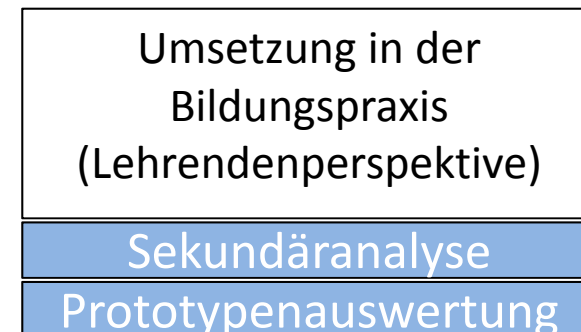 Umsetzung in der
Bildungspraxis
(Lehrendenperspektive)
Sekundäranalyse
Prototypenauswertung